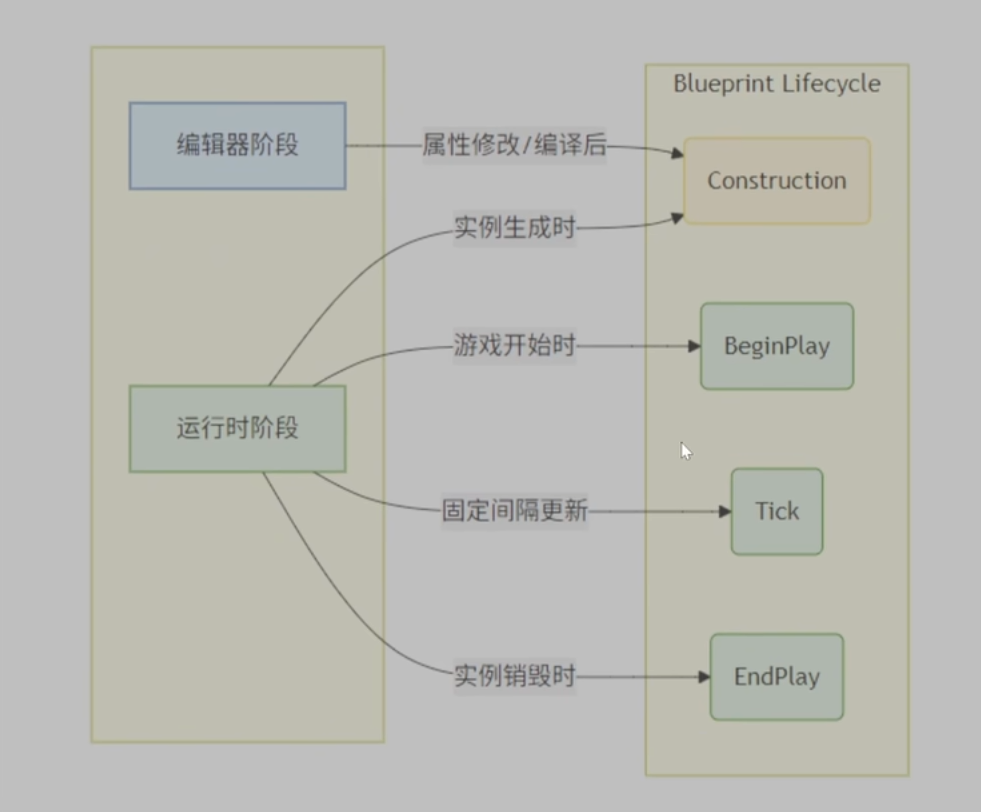 Blueprint Lifecycle
编辑器阶段
属性修改/编译后
Construction
实例生成时
游戏开始时
BeginPlay
运行时阶段
固定间隔更新
Tick
实例销毁时
EndPlay